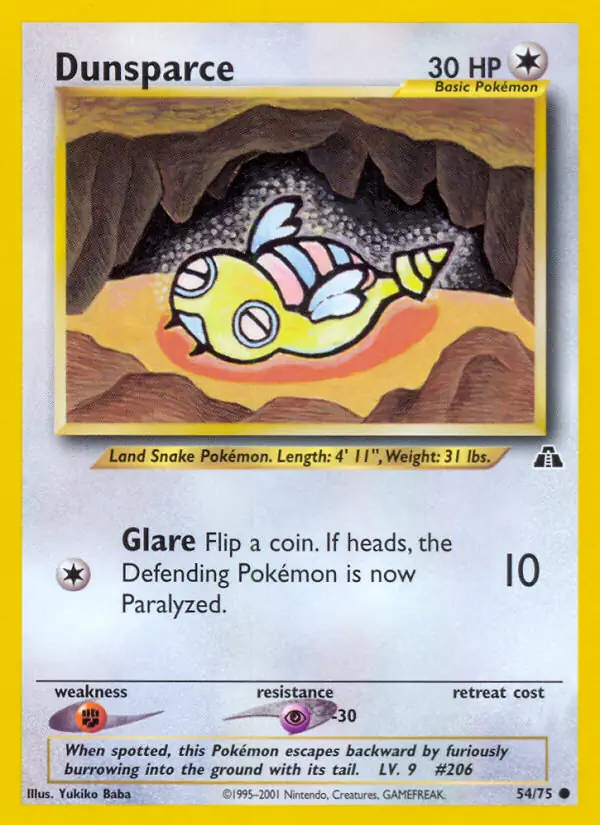 Dunsparce
30 HP
Basic Pokémon
Land Snake Pokémon. Length: 4' 11", Weight: 31 lbs.
Glare Flip a coin. If heads, the
Defending Pokémon is now
Paralyzed.
10
weakness
resistance
retreat cost
-30
When spotted, this Pokémon escapes backward by furiously
burrowing into the ground with its tail. LV. 9 #206
Illus. Yukiko Baba
©1995–2001 Nintendo, Creatures, GAMEFREAK.
54/75